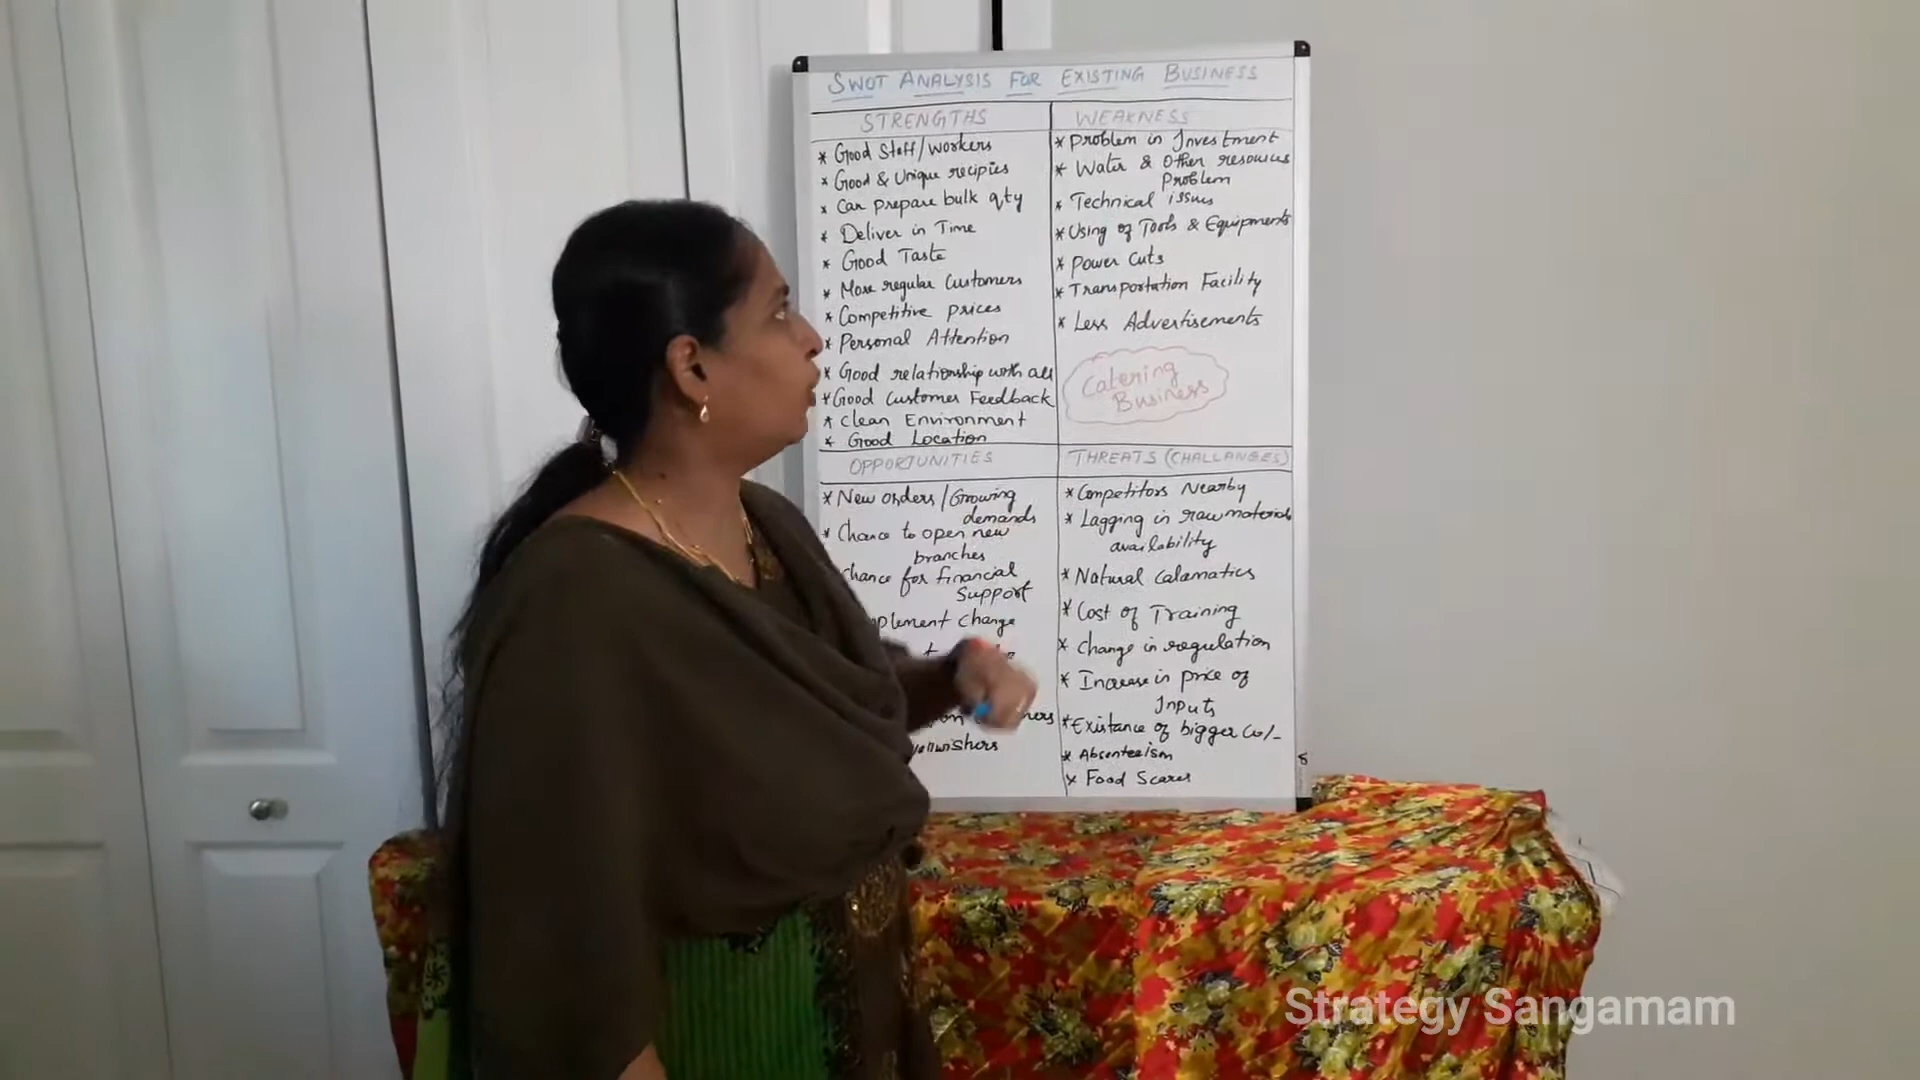 SWOT ANALYSIS FOR EXISTING BUSINESS
STRENGTHS
* Good Staff/Workers
* Good & Unique recipies
* Can prepare bulk qty
* Deliver in Time
* Good Taste
* More regular Customers
* Competitive prices
* Personal Attention
* Good relationship with all
* Good Customer Feedback
* Clean Environment
* Good Location
WEAKNESS
* Problem in Investment
* Water & Other resources
Problem
* Technical issues
* Using of Tools & Equipments
* Power Cuts
* Transportation Facility
* Less Advertisements
Catering
Business
OPPORTUNITIES
* New orders/Growing
demands
* Chance to open new
branches
Chance for financial
Support
Change
THREATS (CHALLANGES)
* Competitors Nearby
* Lagging in raw material
availability
* Natural Calamatics
* Cost of Training
* Change in regulation
* Increase in price of
Inputs
* Existance of bigger Co/-
* Absenteeism
* Food Scares
Strategy Sangamam